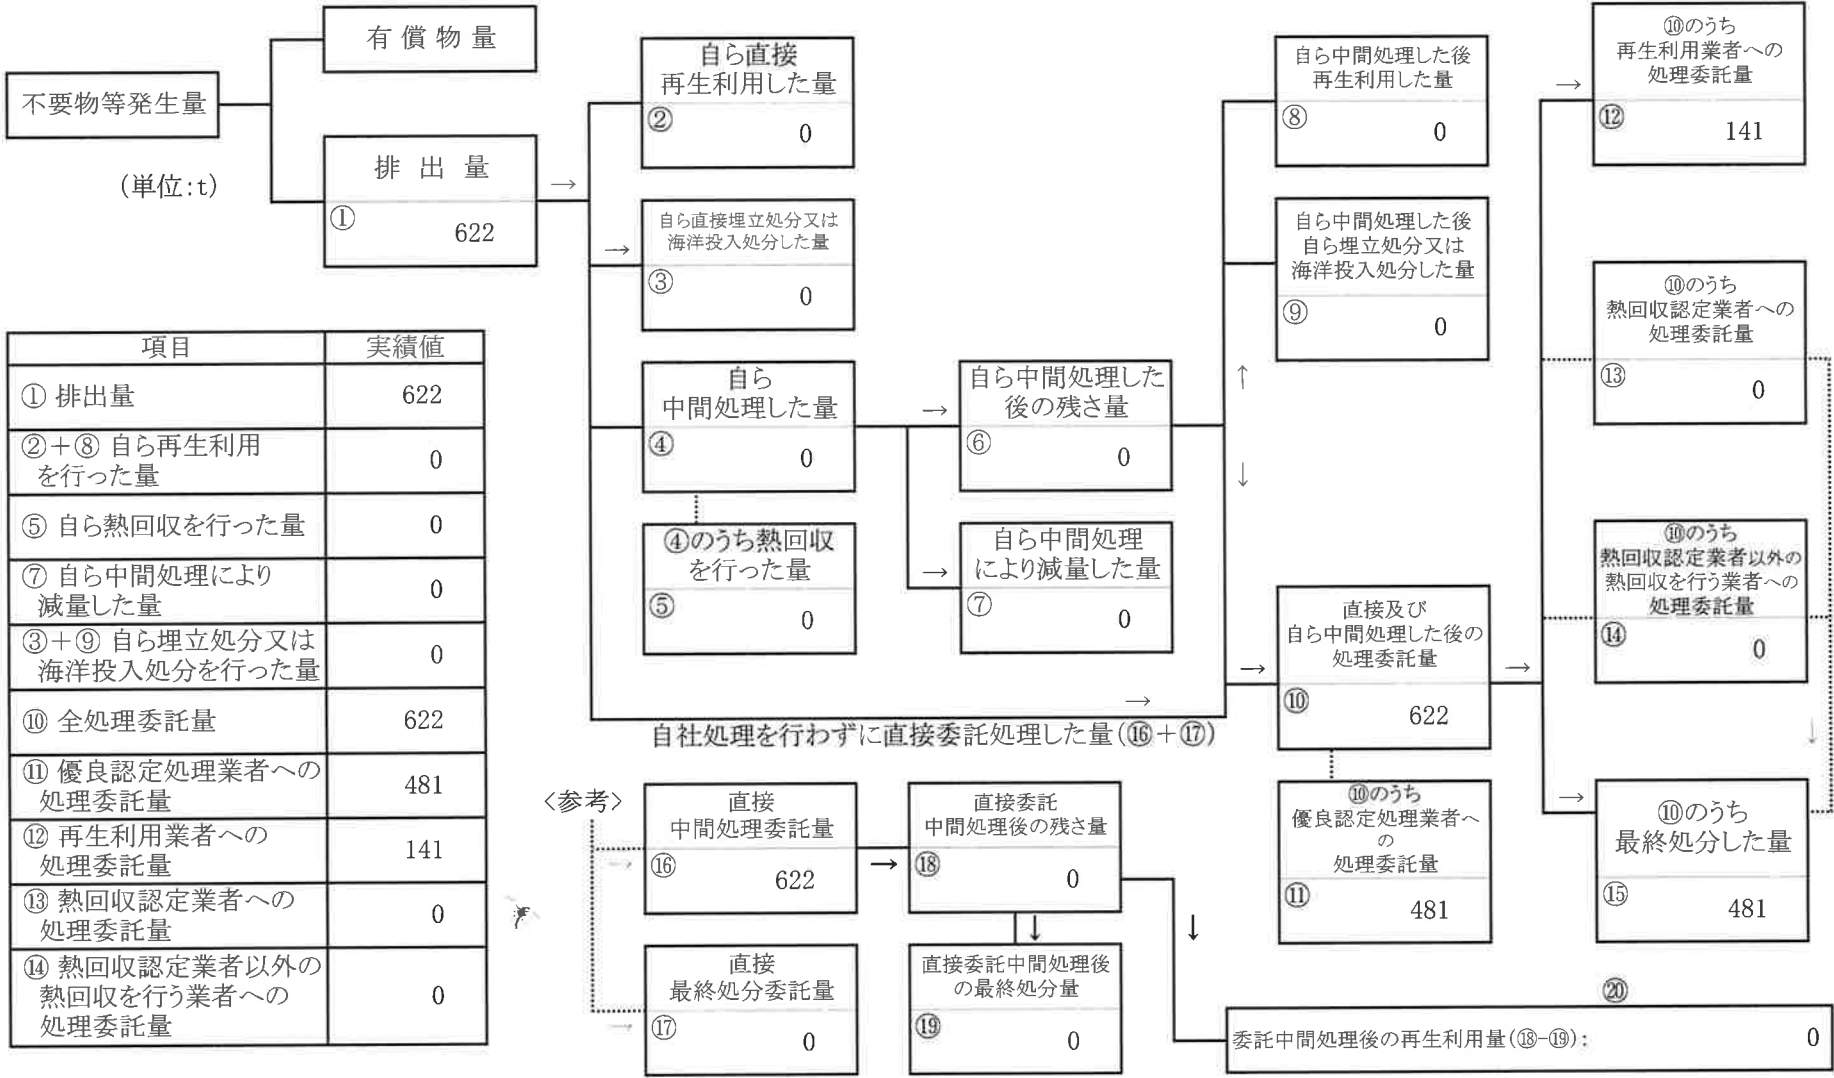 不要物等発生量
(単位:t)
有償物量
排出量
①
622
自ら直接
再生利用した量
②
0
自ら直接埋立処分又は
海洋投入処分した量
③
0
自ら
中間処理した量
④
0
④のうち熱回収
を行った量
⑤
0
自ら中間処理した
後の残さ量
⑥
0
自ら中間処理
により減量した量
⑦
0
自ら中間処理した後
再生利用した量
⑧
0
自ら中間処理した後
自ら埋立処分又は
海洋投入処分した量
⑨
0
直接及び
自ら中間処理した後の
処理委託量
⑩
622
⑩のうち
優良認定処理業者へ
の
処理委託量
⑪
481
⑩のうち
再生利用業者への
処理委託量
⑫
141
⑩のうち
熱回収認定業者への
処理委託量
⑬
0
⑩のうち
熱回収認定業者以外の
熱回収を行う業者への
処理委託量
⑭
0
⑩のうち
最終処分した量
⑮
481
自社処理を行わずに直接委託処理した量(⑯+⑰)
<参考>
直接
中間処理委託量
⑯
622
直接
最終処分委託量
⑰
0
直接委託
中間処理後の残さ量
⑱
0
直接委託中間処理後
の最終処分量
⑲
0
⑳
委託中間処理後の再生利用量(⑱-⑲): 0
項目 実績値
① 排出量 622
②+⑧ 自ら再生利用
を行った量 0
⑤ 自ら熱回収を行った量 0
⑦ 自ら中間処理により
減量した量 0
③+⑨ 自ら埋立処分又は
海洋投入処分を行った量 0
⑩ 全処理委託量 622
⑪ 優良認定処理業者への
処理委託量 481
⑫ 再生利用業者への
処理委託量 141
⑬ 熱回収認定業者への
処理委託量 0
⑭ 熱回収認定業者以外の
熱回収を行う業者への
処理委託量 0